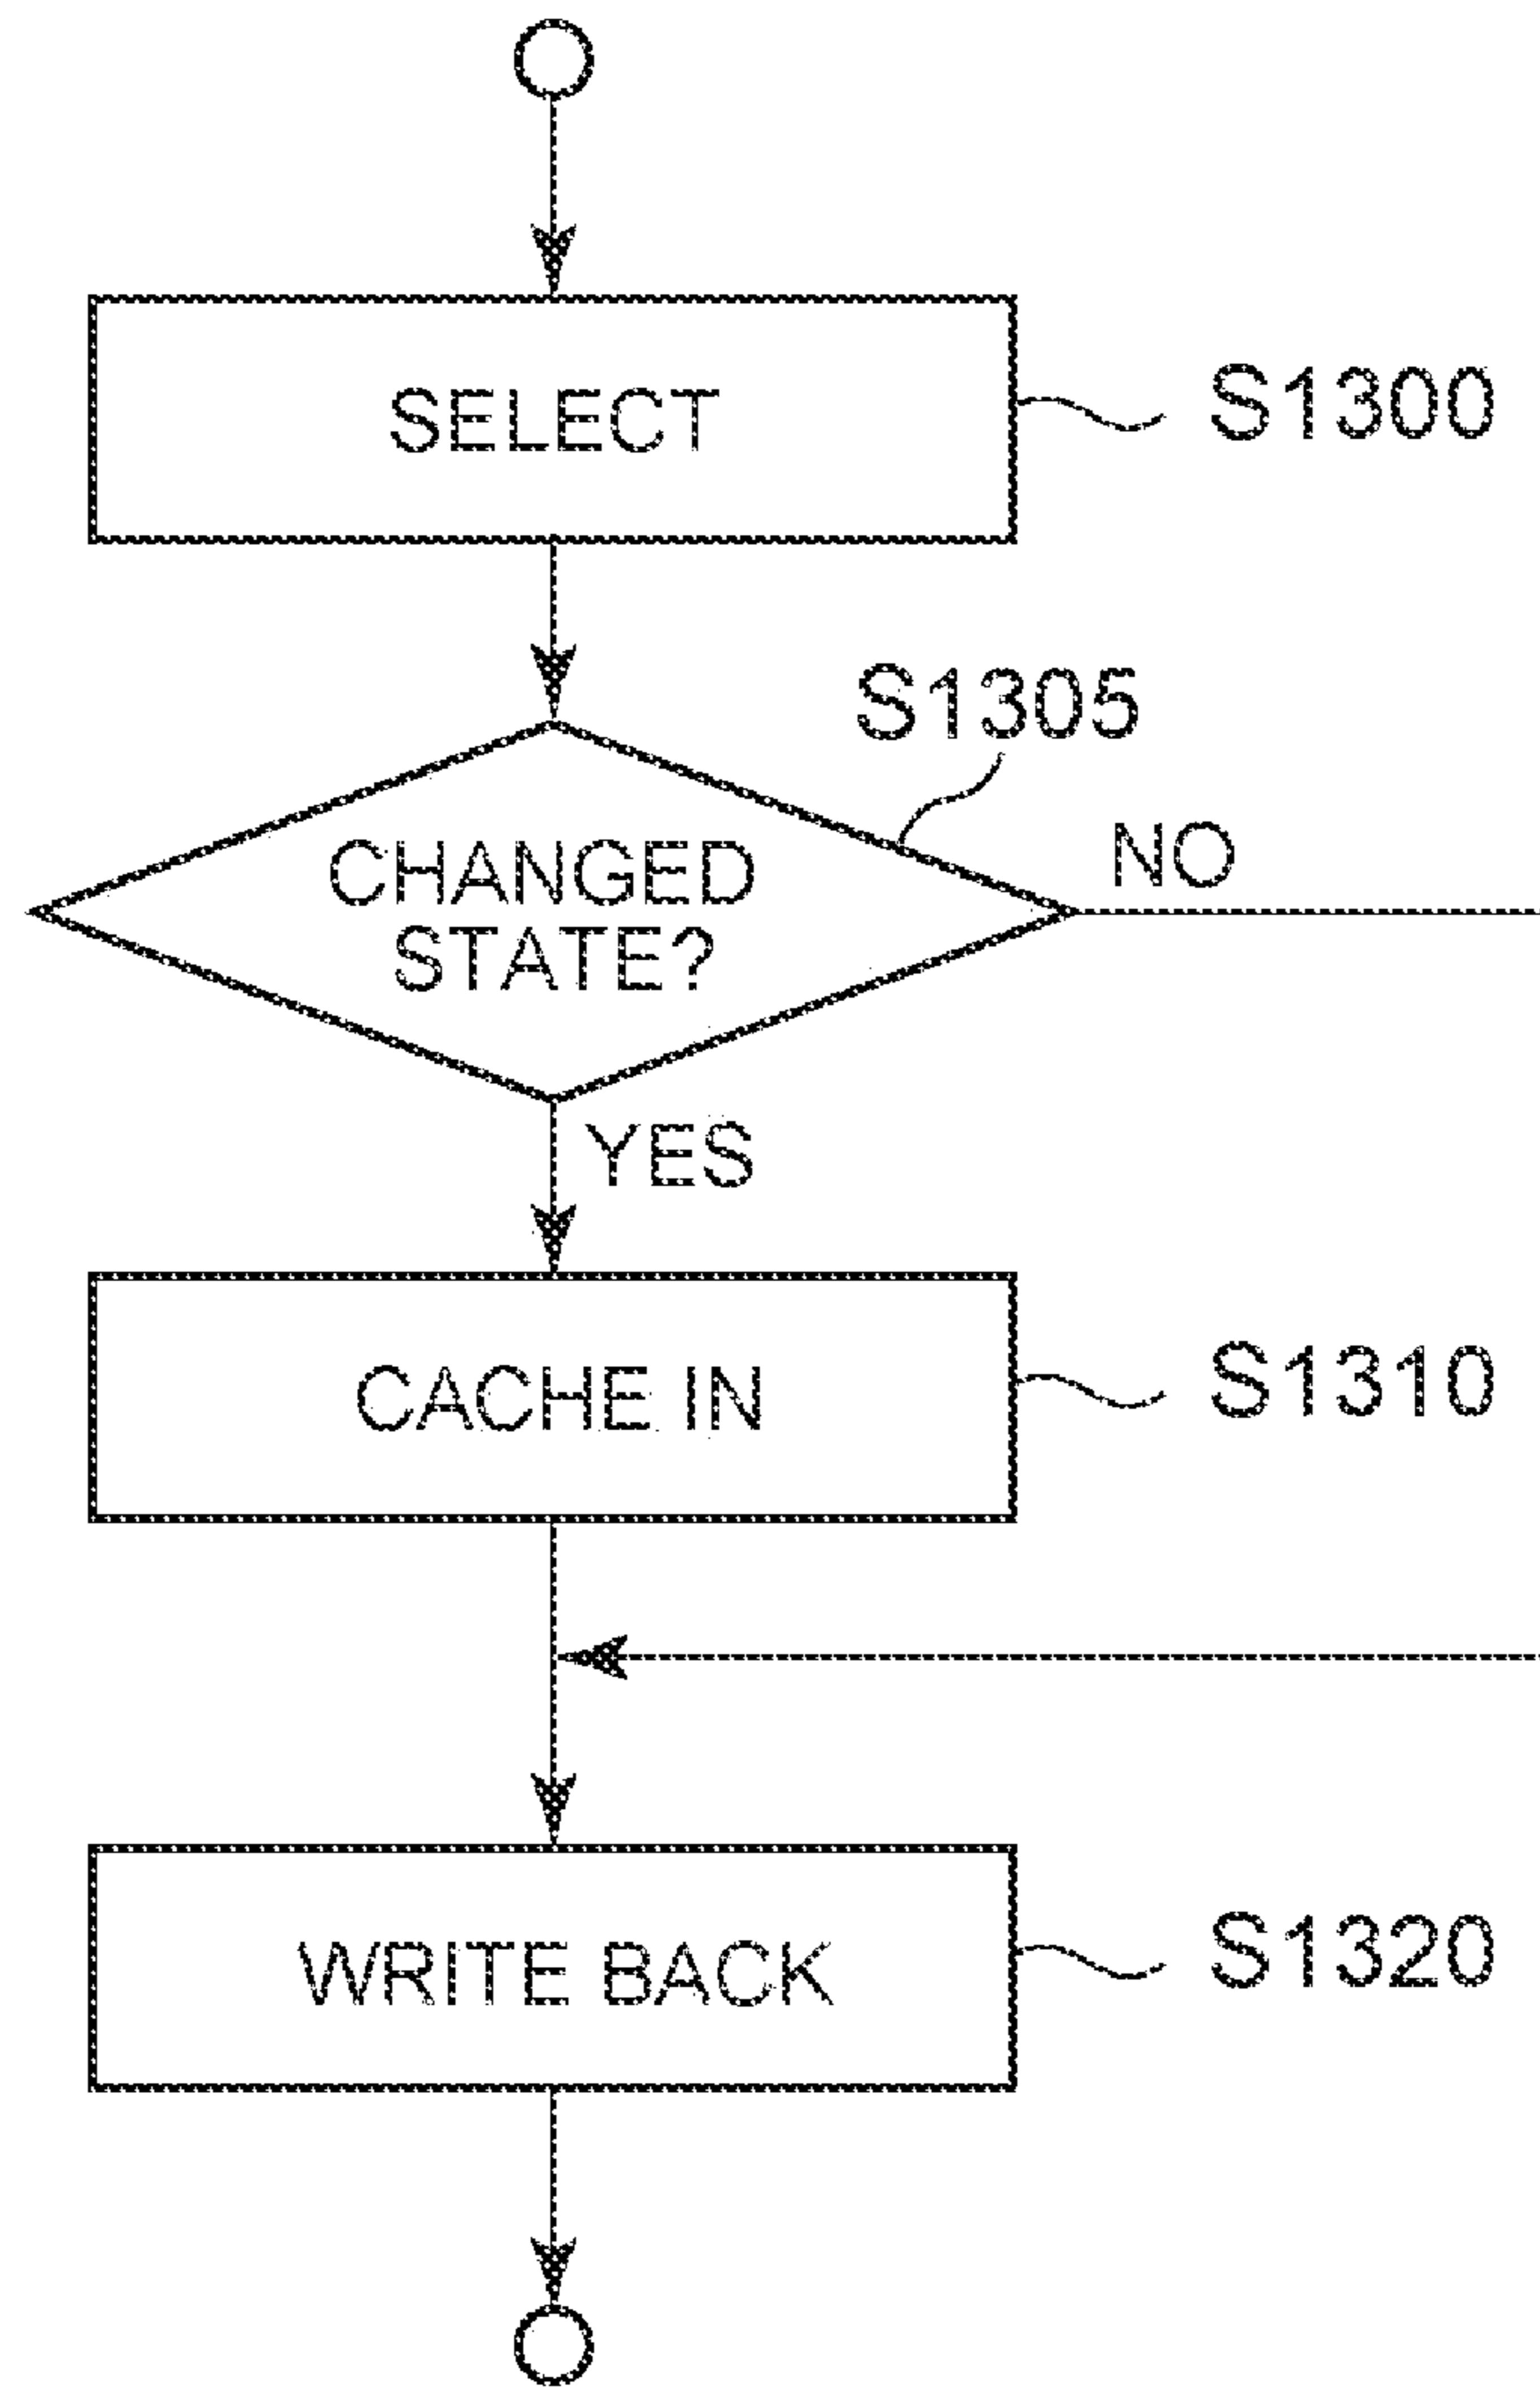 SELECT
S1300
S1305
CHANGED
STATE?
NO
YES
CACHE IN
S1310
WRITE BACK
S1320